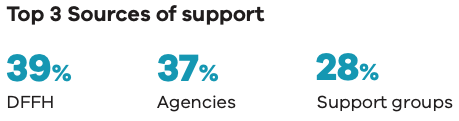 Top 3 Sources of support
39% 37% 28%
DFFH Agencies Support groups